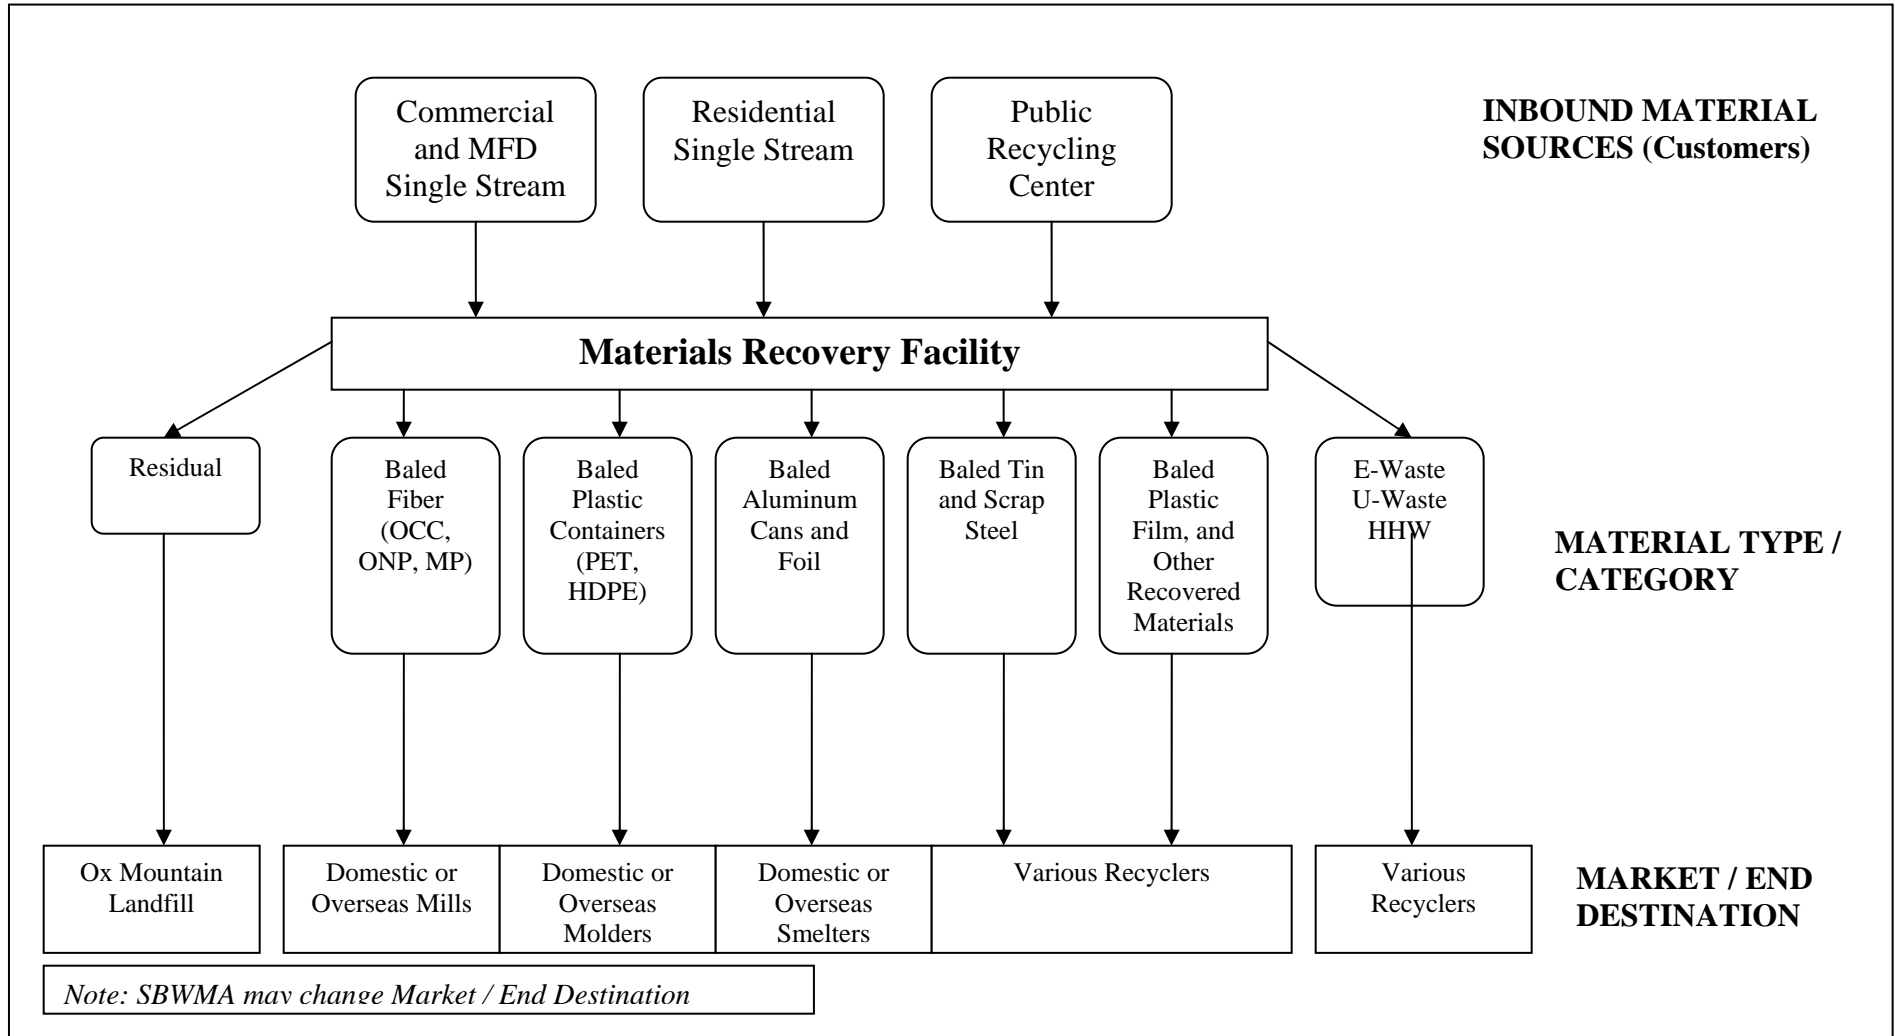 Commercial
and MFD
Single Stream
Residential
Single Stream
Public
Recycling
Center
INBOUND MATERIAL
SOURCES (Customers)
Materials Recovery Facility
Residual
Baled
Fiber
(OCC,
ONP, MP)
Baled
Plastic
Containers
(PET,
HDPE)
Baled
Aluminum
Cans and
Foil
Baled Tin
and Scrap
Steel
Baled
Plastic
Film, and
Other
Recovered
Materials
E-Waste
U-Waste
HHW
MATERIAL TYPE /
CATEGORY
Ox Mountain
Landfill
Domestic or
Overseas Mills
Domestic or
Overseas
Molders
Domestic or
Overseas
Smelters
Various Recyclers
Various
Recyclers
MARKET / END
DESTINATION
Note: SBWMA may change Market / End Destination